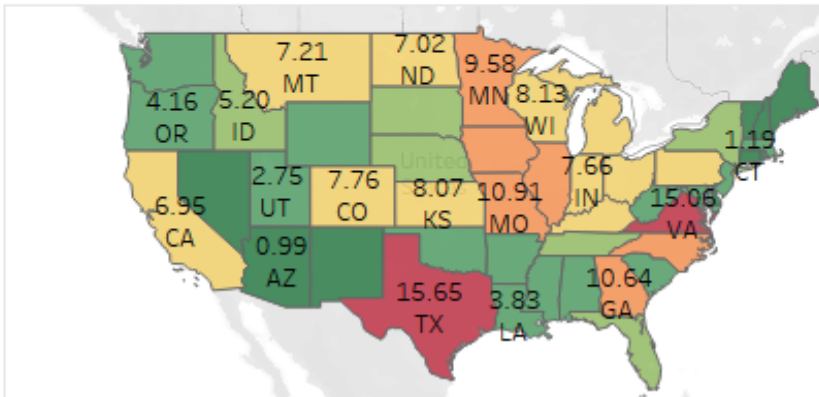 7.21
MT
7.02
ND
9.58
MN
8.13
WI
4.16
OR
5.20
ID
1.19
CT
2.75
UT
7.76
CO
United
8.07
KS
10.91
MO
7.66
IN
15.06
VA
6.95
CA
0.99
AZ
15.65
TX
3.83
LA
10.64
GA